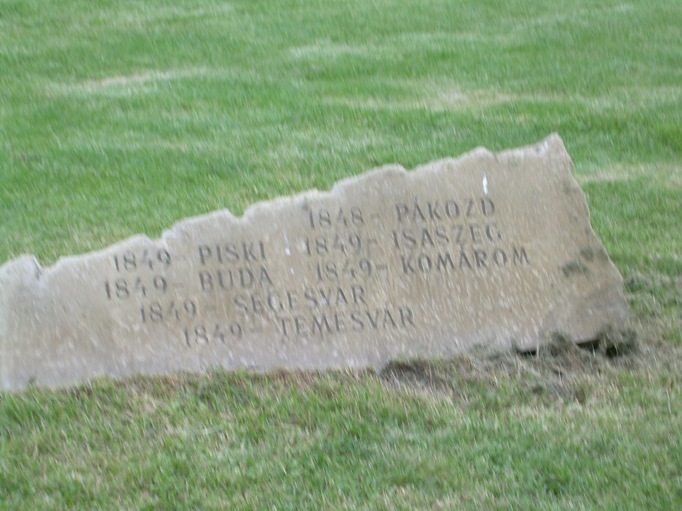 1848 - PÁKOZD
1849 - PISKI 1849 - ISASZEG
1849 - BUDA 1849 - KOMÁROM
1849 - SEGESVÁR
1849 - TEMESVÁR